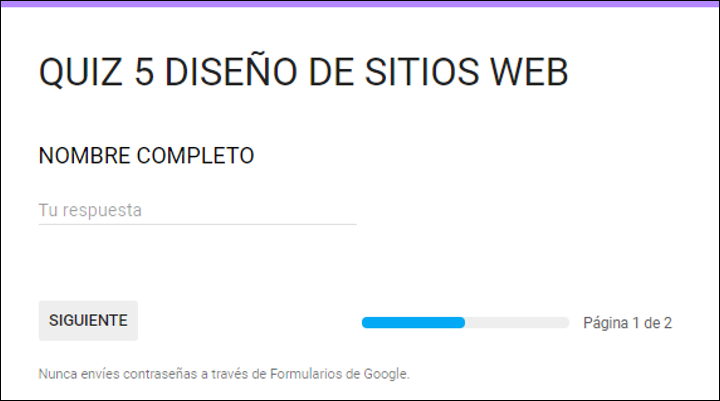 QUIZ 5 DISEÑO DE SITIOS WEB
NOMBRE COMPLETO
Tu respuesta
SIGUIENTE
Página 1 de 2
Nunca envíes contraseñas a través de Formularios de Google.